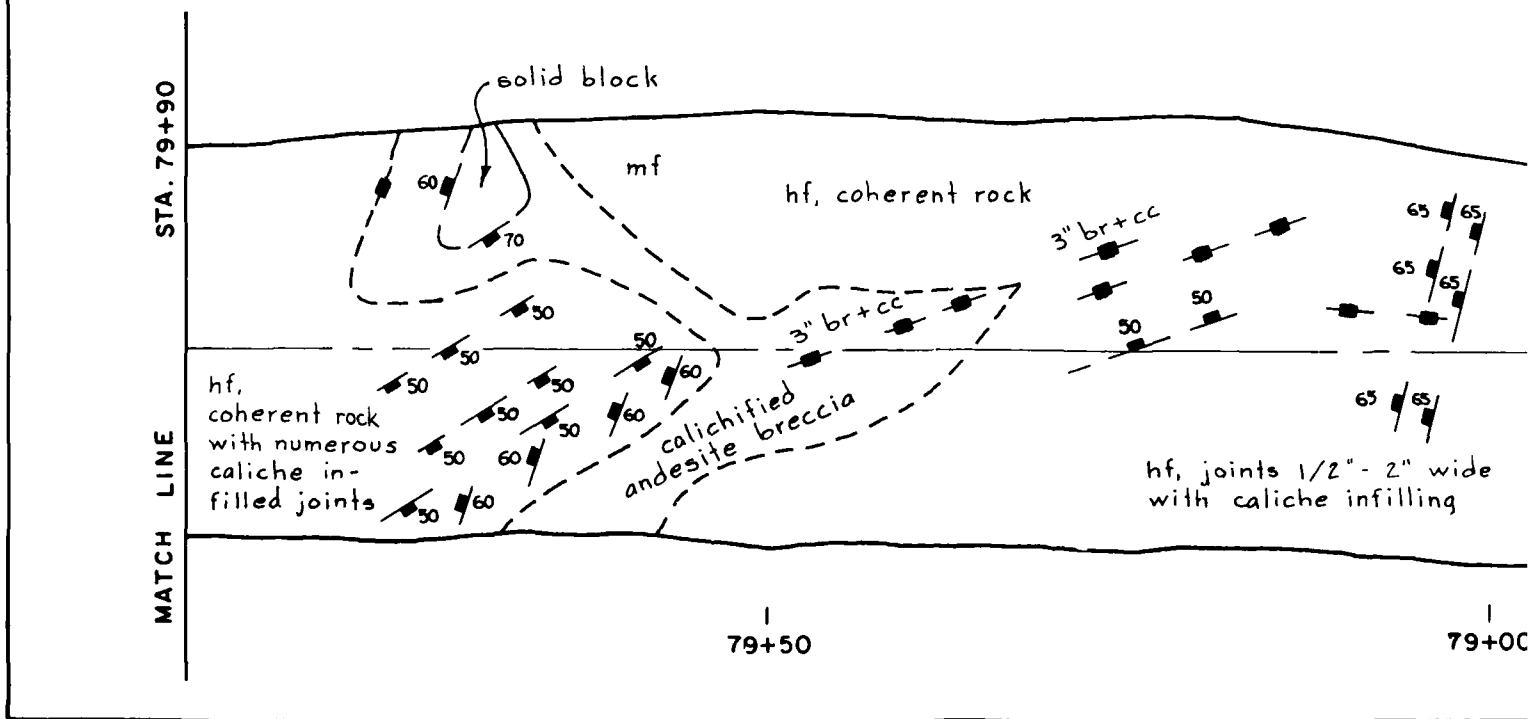 STA. 79+90
MATCH LINE
solid block
60
70
mf
hf, coherent rock
3" br+cc
65
65
65
65
50
50
50
50
50
3" br+cc
50
60
50
50
60
50
50
60
50
60
50
hf,
coherent rock
with numerous
caliche in-
filled joints
calichified
andesite breccia
65
65
hf, joints 1/2"-2" wide
with caliche infilling
79+50
79+00